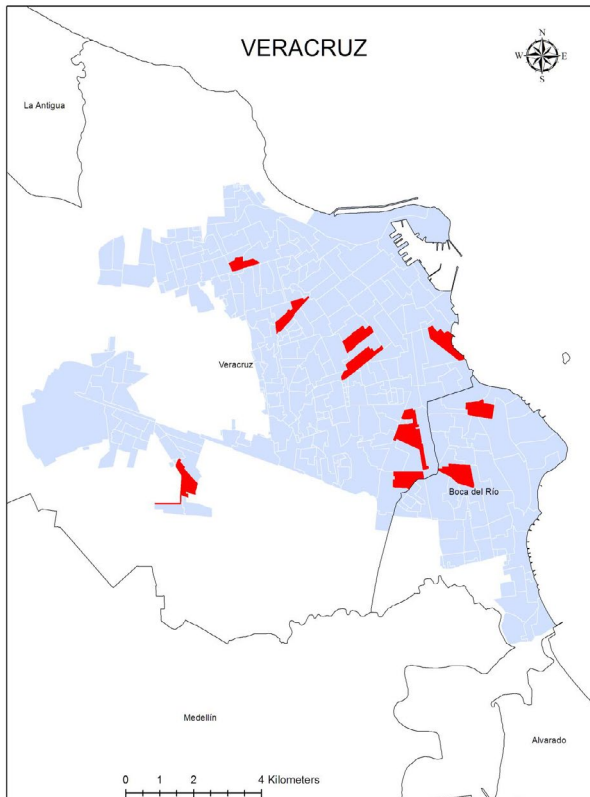 VERACRUZ
N
W E
S
La Antigua
Veracruz
Boca del Río
Medellín
Alvarado
0 1 2 4 Kilometers